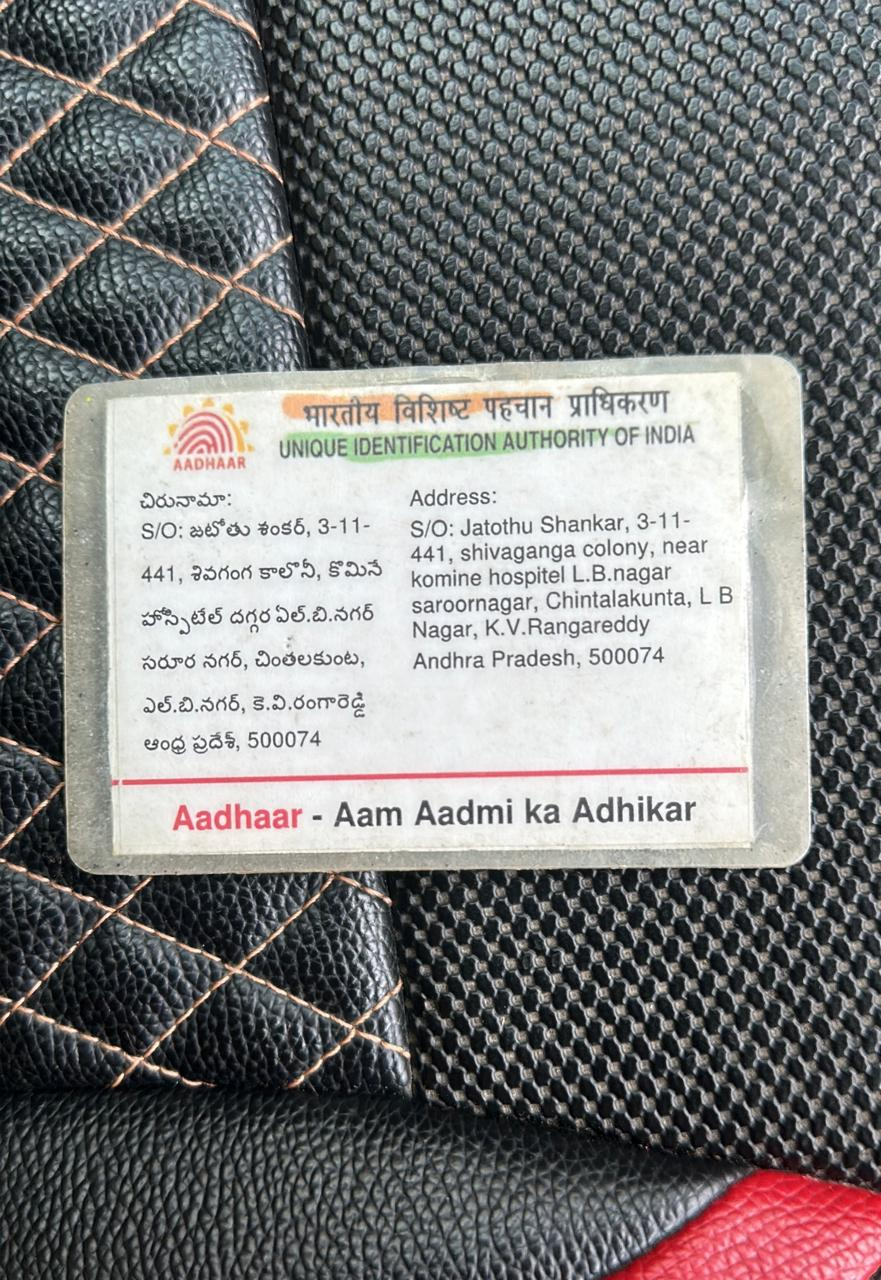 भारतीय विशिष्ट पहचान प्राधिकरण
UNIQUE IDENTIFICATION AUTHORITY OF INDIA
AADHAAR
చిరునామా:
S/O: జటోతు శంకర్, 3-11-
441, శివగంగ కాలొనీ, కొమినే
హాస్పిటేల్ దగ్గర ఏల్.బి.నగర్
సరూర నగర్, చింతలకుంట,
ఎల్.బి.నగర్, కె.వి.రంగారెడ్డి
ఆంధ్ర ప్రదేశ్, 500074
Address:
S/O: Jatothu Shankar, 3-11-
441, shivaganga colony, near
komine hospitel L.B.nagar
saroornagar, Chintalakunta, L B
Nagar, K.V.Rangareddy
Andhra Pradesh, 500074
Aadhaar - Aam Aadmi ka Adhikar